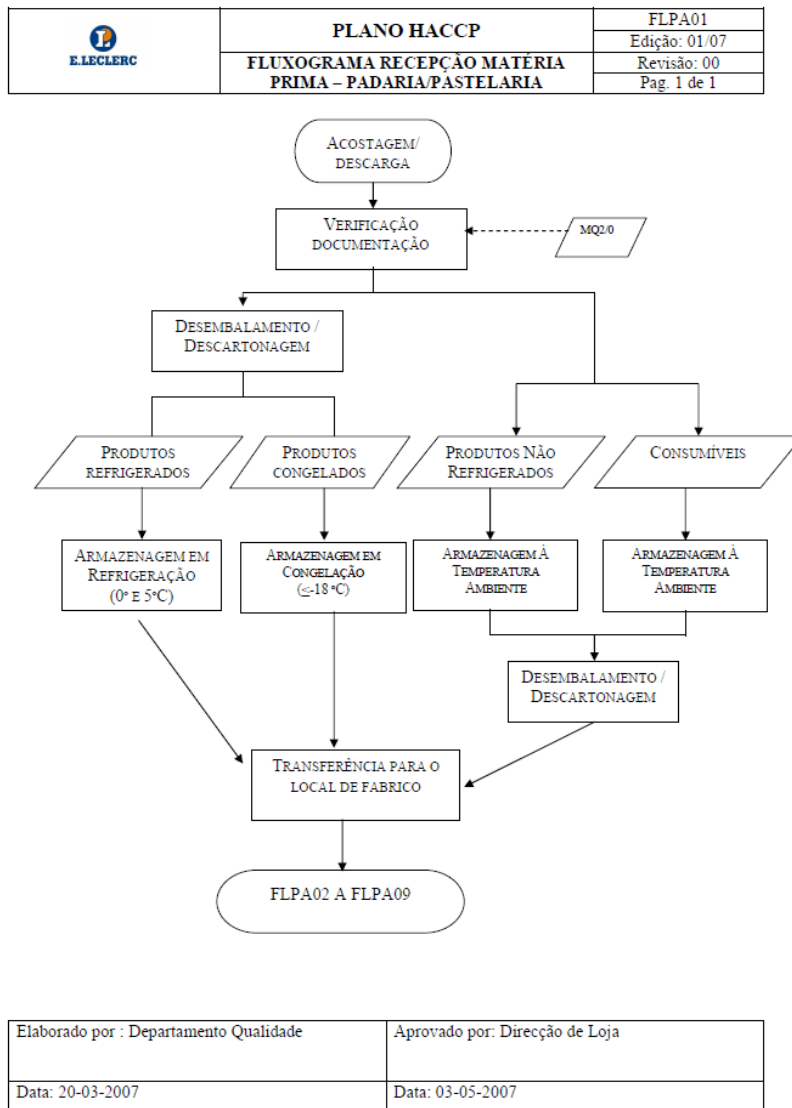 E.LECLERC
PLANO HACCP
FLUXOGRAMA RECEPÇÃO MATÉRIA
PRIMA – PADARIA/PASTELARIA
FLPA01
Edição: 01/07
Revisão: 00
Pag. 1 de 1
ACOSTAGEM/
DESCARGA
VERIFICAÇÃO
DOCUMENTAÇÃO
MQ2/0
DESEMBALAMENTO /
DESCARTONAGEM
PRODUTOS
REFRIGERADOS
PRODUTOS
CONGELADOS
PRODUTOS NÃO
REFRIGERADOS
CONSUMÍVEIS
ARMAZENAGEM EM
REFRIGERAÇÃO
(0º E 5ºC)
ARMAZENAGEM EM
CONGELAÇÃO
(≤-18 ºC)
ARMAZENAGEM À
TEMPERATURA
AMBIENTE
ARMAZENAGEM À
TEMPERATURA
AMBIENTE
DESEMBALAMENTO /
DESCARTONAGEM
TRANSFERÊNCIA PARA O
LOCAL DE FABRICO
FLPA02 A FLPA09
Elaborado por : Departamento Qualidade
Aprovado por: Direcção de Loja
Data: 20-03-2007
Data: 03-05-2007